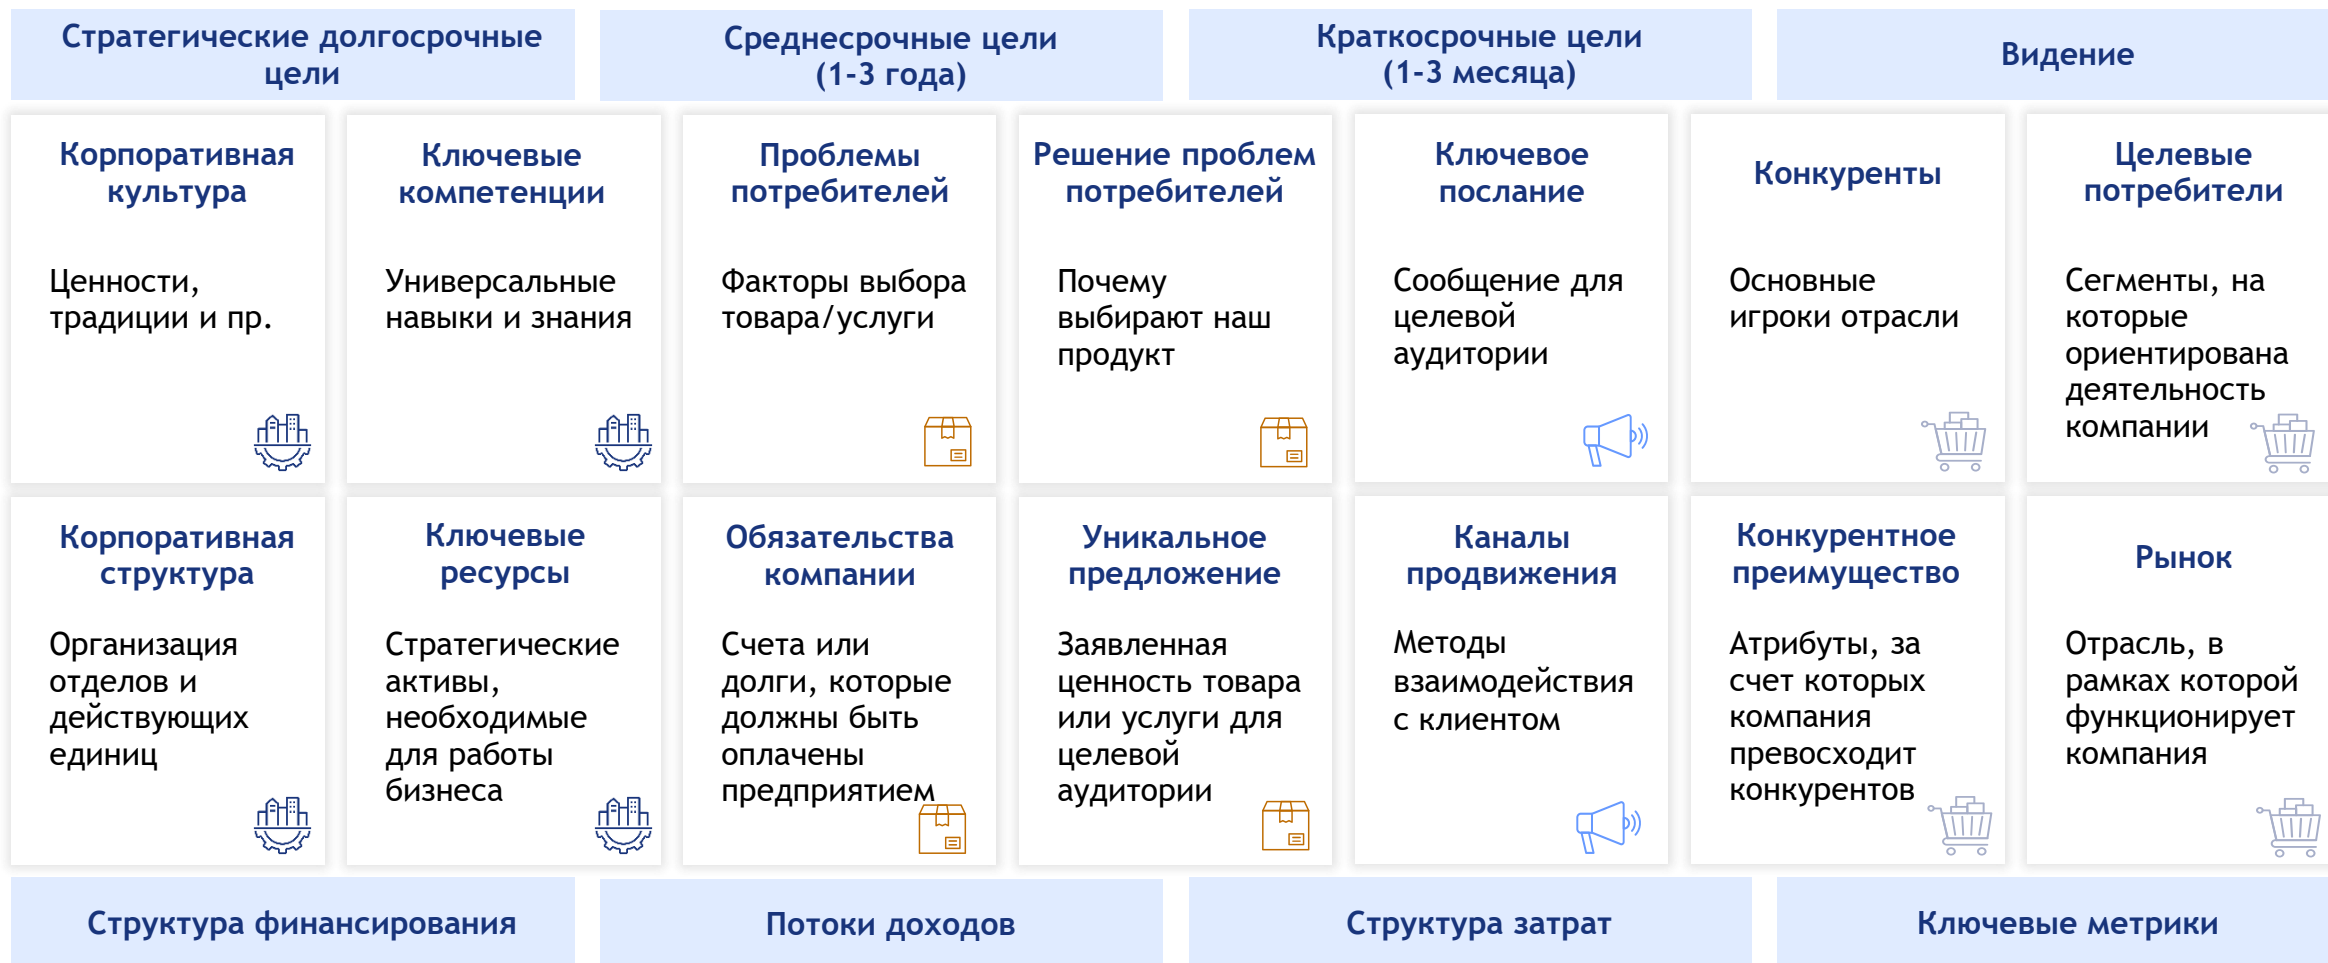 Стратегические долгосрочные
цели
Среднесрочные цели
(1-3 года)
Краткосрочные цели
(1-3 месяца)
Видение
Корпоративная
культура
Ценности,
традиции и пр.
Ключевые
компетенции
Универсальные
навыки и знания
Проблемы
потребителей
Факторы выбора
товара/услуги
Решение проблем
потребителей
Почему
выбирают наш
продукт
Ключевое
послание
Сообщение для
целевой
аудитории
Конкуренты
Основные
игроки отрасли
Целевые
потребители
Сегменты, на
которые
ориентирована
деятельность
компании
Корпоративная
структура
Организация
отделов и
действующих
единиц
Ключевые
ресурсы
Стратегические
активы,
необходимые
для работы
бизнеса
Обязательства
компании
Счета или
долги, которые
должны быть
оплачены
предприятием
Уникальное
предложение
Заявленная
ценность товара
или услуги для
целевой
аудитории
Каналы
продвижения
Методы
взаимодействия
с клиентом
Конкурентное
преимущество
Атрибуты, за
счет которых
компания
превосходит
конкурентов
Рынок
Отрасль, в
рамках которой
функционирует
компания
Структура финансирования
Потоки доходов
Структура затрат
Ключевые метрики